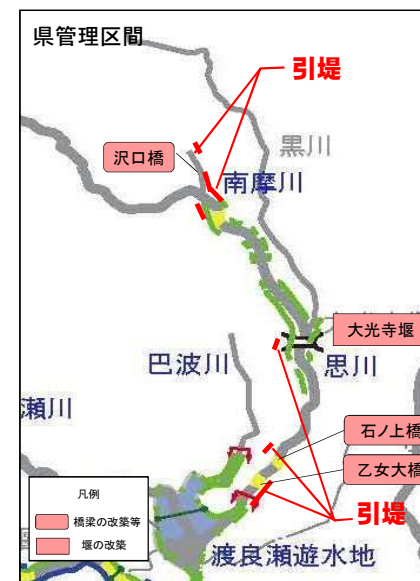 県管理区間
引堤
黒川
沢口橋
南摩川
大光寺堰
巴波川
思川
瀬川
石ノ上橋
乙女大橋
凡例
橋梁の改築等
堰の改築
引堤
渡良瀬遊水地